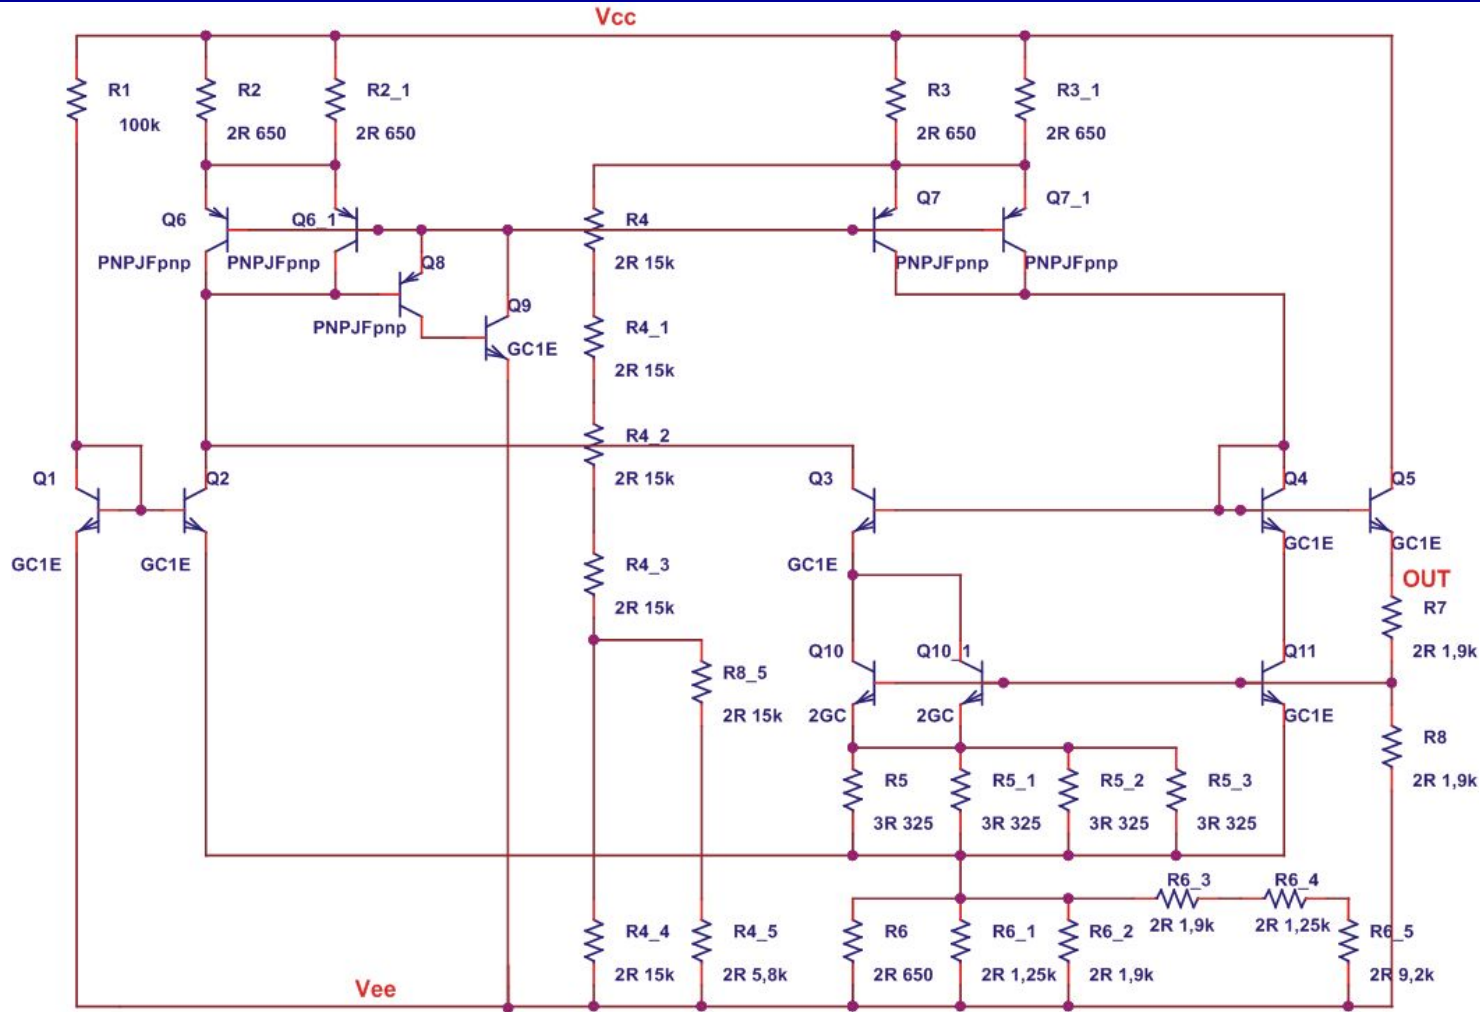 Vcc
R1
100k
R2
2R 650
R2_1
2R 650
R3
2R 650
R3_1
2R 650
Q6
PNPJFpnp
Q6_1
PNPJFpnp
R4
2R 15k
Q7
PNPJFpnp
Q7_1
PNPJFpnp
Q8
PNPJFpnp
Q9
GC1E
R4_1
2R 15k
R4_2
2R 15k
Q1
GC1E
Q2
GC1E
Q3
GC1E
Q4
GC1E
Q5
GC1E
R4_3
2R 15k
OUT
R7
2R 1,9k
R8_5
2R 15k
Q10
2GC
Q10_1
2GC
Q11
GC1E
R8
2R 1,9k
R5
3R 325
R5_1
3R 325
R5_2
3R 325
R5_3
3R 325
R6_3
2R 1,9k
R6_4
2R 1,25k
R4_4
2R 15k
R4_5
2R 5,8k
R6
2R 650
R6_1
2R 1,25k
R6_2
2R 1,9k
R6_5
2R 9,2k
Vee